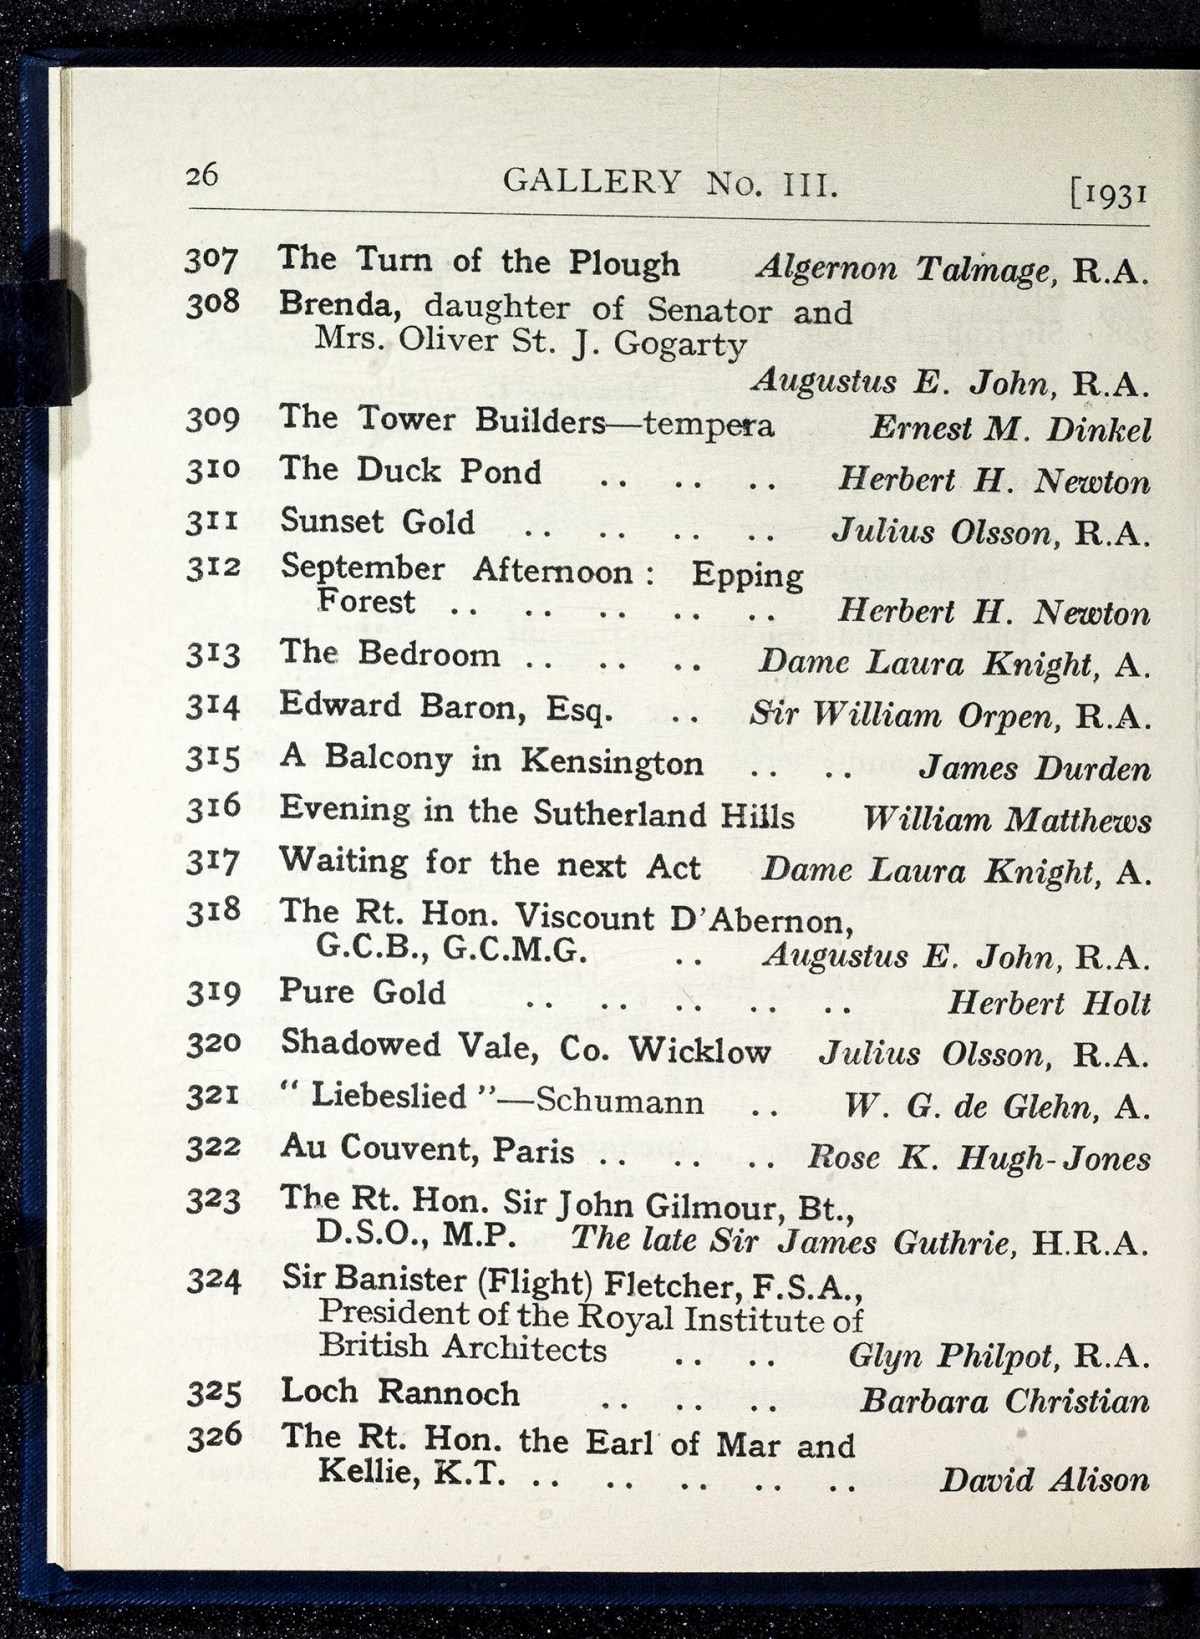 26 GALLERY No. III. [1931
307 The Turn of the Plough Algernon Talmage, R.A.
308 Brenda, daughter of Senator and
Mrs. Oliver St. J. Gogarty
Augustus E. John, R.A.
309 The Tower Builders—tempera Ernest M. Dinkel
310 The Duck Pond .. .. .. Herbert H. Newton
311 Sunset Gold .. .. .. .. Julius Olsson, R.A.
312 September Afternoon : Epping
Forest .. .. .. .. .. Herbert H. Newton
313 The Bedroom .. .. .. Dame Laura Knight, A.
314 Edward Baron, Esq. .. Sir William Orpen, R.A.
315 A Balcony in Kensington .. .. James Durden
316 Evening in the Sutherland Hills William Matthews
317 Waiting for the next Act Dame Laura Knight, A.
318 The Rt. Hon. Viscount D'Abernon,
G.C.B., G.C.M.G. .. Augustus E. John, R.A.
319 Pure Gold .. .. .. .. .. Herbert Holt
320 Shadowed Vale, Co. Wicklow Julius Olsson, R.A.
321 “ Liebeslied ”—Schumann .. W. G. de Glehn, A.
322 Au Couvent, Paris .. .. .. Rose K. Hugh-Jones
323 The Rt. Hon. Sir John Gilmour, Bt.,
D.S.O., M.P. The late Sir James Guthrie, H.R.A.
324 Sir Banister (Flight) Fletcher, F.S.A.,
President of the Royal Institute of
British Architects .. .. Glyn Philpot, R.A.
325 Loch Rannoch .. .. .. Barbara Christian
326 The Rt. Hon. the Earl of Mar and
Kellie, K.T. .. .. .. .. .. David Alison